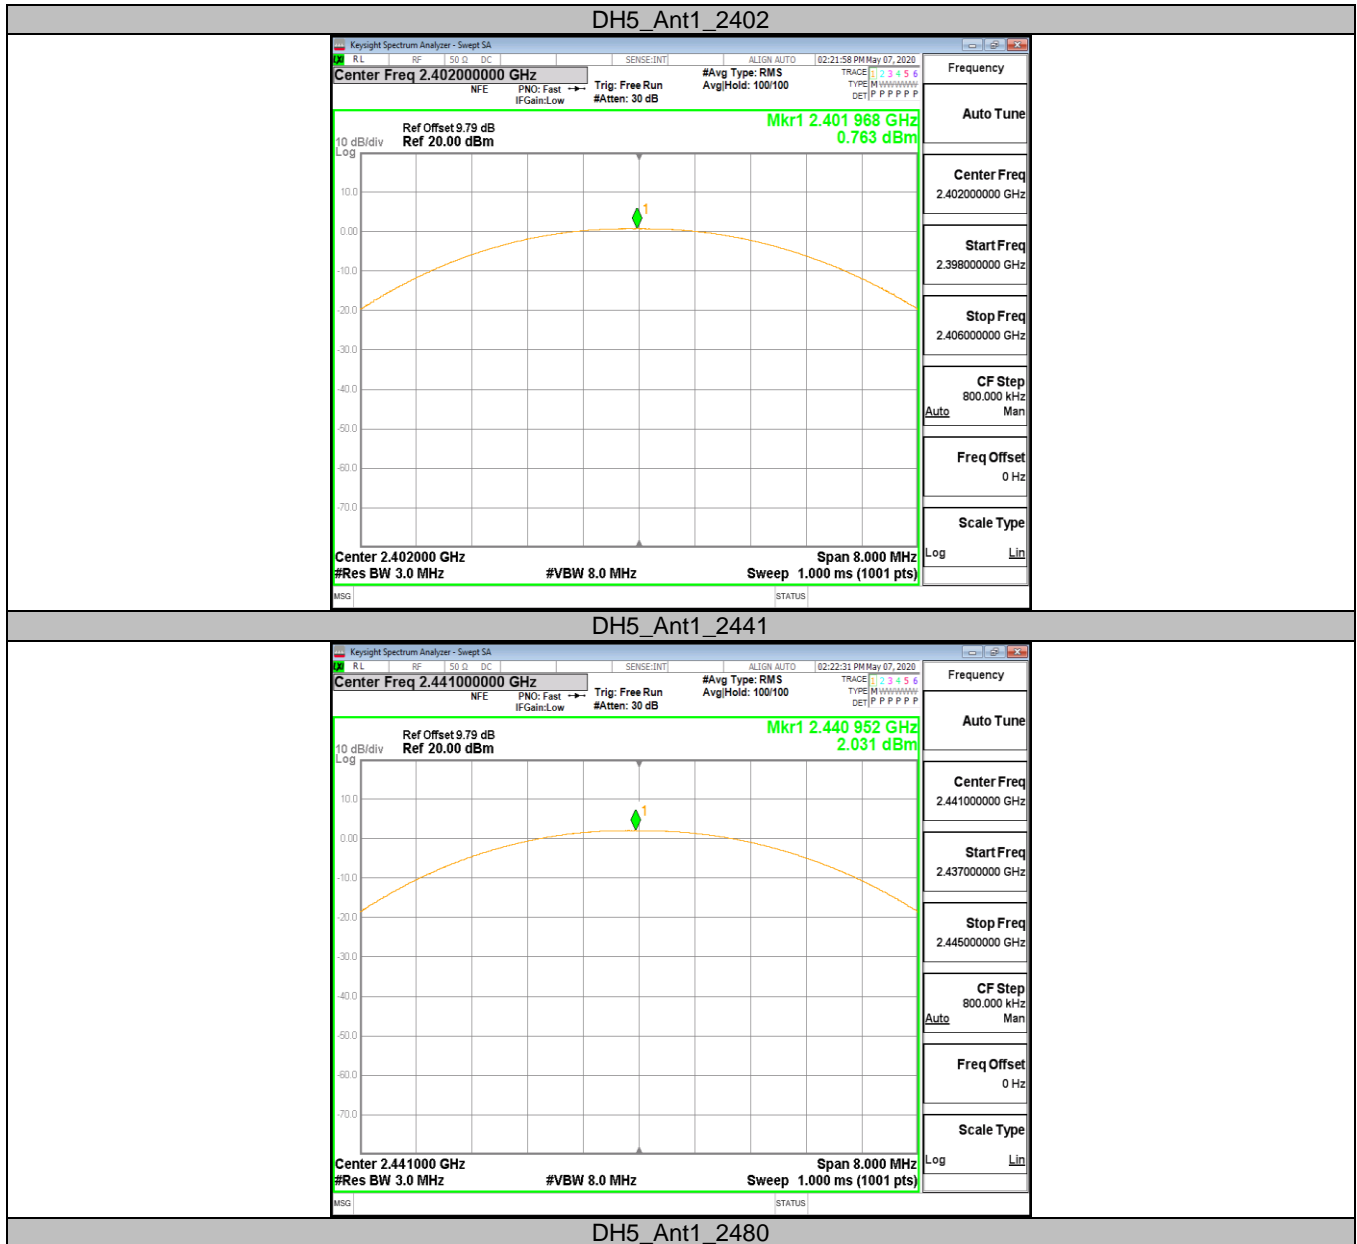 DH5_Ant1_2402
Keysight Spectrum Analyzer - Swept SA
RL RF 50 Ω DC SENSE:INT ALIGN AUTO 02:21:58 PM May 07, 2020
Center Freq 2.402000000 GHz
NFE PNO: Fast IFGain:Low
Trig: Free Run
#Atten: 30 dB
#Avg Type: RMS
Avg|Hold: 100/100
TRACE 1 2 3 4 5 6
TYPE M WWWWW
DET P P P P P P
Frequency
Auto Tune
Mkr1 2.401 968 GHz
0.763 dBm
Ref Offset 9.79 dB
10 dB/div Ref 20.00 dBm
Log
10.0
0.00
-10.0
-20.0
-30.0
-40.0
-50.0
-60.0
-70.0
1
Center Freq
2.402000000 GHz
Start Freq
2.398000000 GHz
Stop Freq
2.406000000 GHz
CF Step
800.000 kHz
Auto Man
Freq Offset
0 Hz
Scale Type
Log Lin
Center 2.402000 GHz Span 8.000 MHz
#Res BW 3.0 MHz #VBW 8.0 MHz Sweep 1.000 ms (1001 pts)
MSG STATUS
DH5_Ant1_2441
Keysight Spectrum Analyzer - Swept SA
RL RF 50 Ω DC SENSE:INT ALIGN AUTO 02:22:31 PM May 07, 2020
Center Freq 2.441000000 GHz
NFE PNO: Fast IFGain:Low
Trig: Free Run
#Atten: 30 dB
#Avg Type: RMS
Avg|Hold: 100/100
TRACE 1 2 3 4 5 6
TYPE M WWWWW
DET P P P P P P
Frequency
Auto Tune
Mkr1 2.440 952 GHz
2.031 dBm
Ref Offset 9.79 dB
10 dB/div Ref 20.00 dBm
Log
10.0
0.00
-10.0
-20.0
-30.0
-40.0
-50.0
-60.0
-70.0
1
Center Freq
2.441000000 GHz
Start Freq
2.437000000 GHz
Stop Freq
2.445000000 GHz
CF Step
800.000 kHz
Auto Man
Freq Offset
0 Hz
Scale Type
Log Lin
Center 2.441000 GHz Span 8.000 MHz
#Res BW 3.0 MHz #VBW 8.0 MHz Sweep 1.000 ms (1001 pts)
MSG STATUS
DH5_Ant1_2480